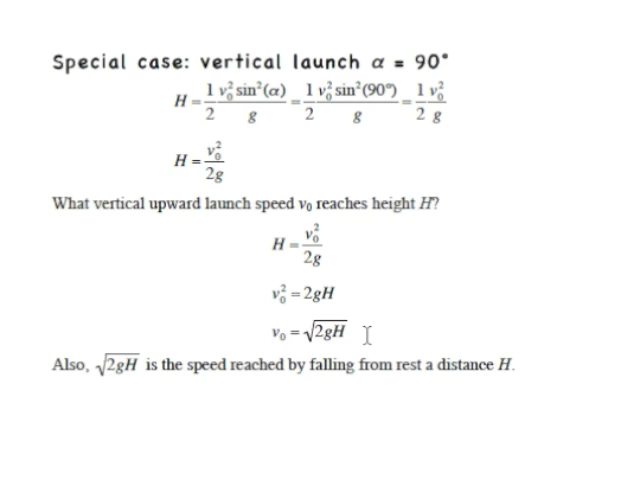 Special case: vertical launch α = 90°
H = 1/2 v₀² sin²(α)/g = 1/2 v₀² sin²(90°)/g = 1/2 v₀²/g
H = v₀²/2g
What vertical upward launch speed v₀ reaches height H?
H = v₀²/2g
v₀² = 2gH
v₀ = √2gH
Also, √2gH is the speed reached by falling from rest a distance H.